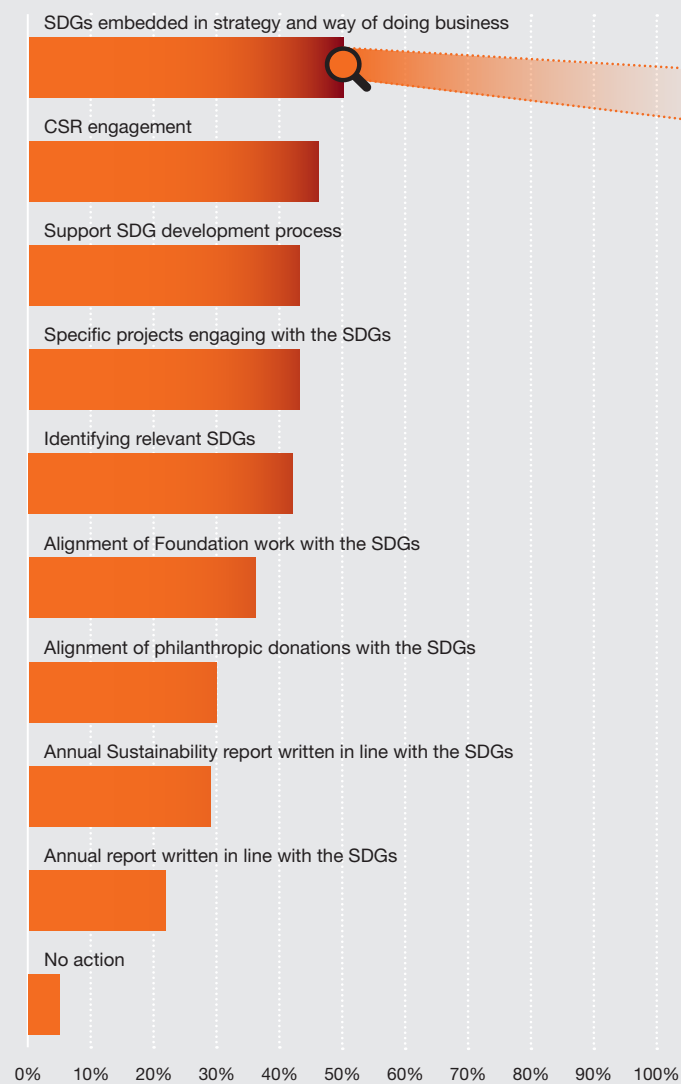 SDGs embedded in strategy and way of doing business
CSR engagement
Support SDG development process
Specific projects engaging with the SDGs
Identifying relevant SDGs
Alignment of Foundation work with the SDGs
Alignment of philanthropic donations with the SDGs
Annual Sustainability report written in line with the SDGs
Annual report written in line with the SDGs
No action
0% 10% 20% 30% 40% 50% 60% 70% 80% 90% 100%